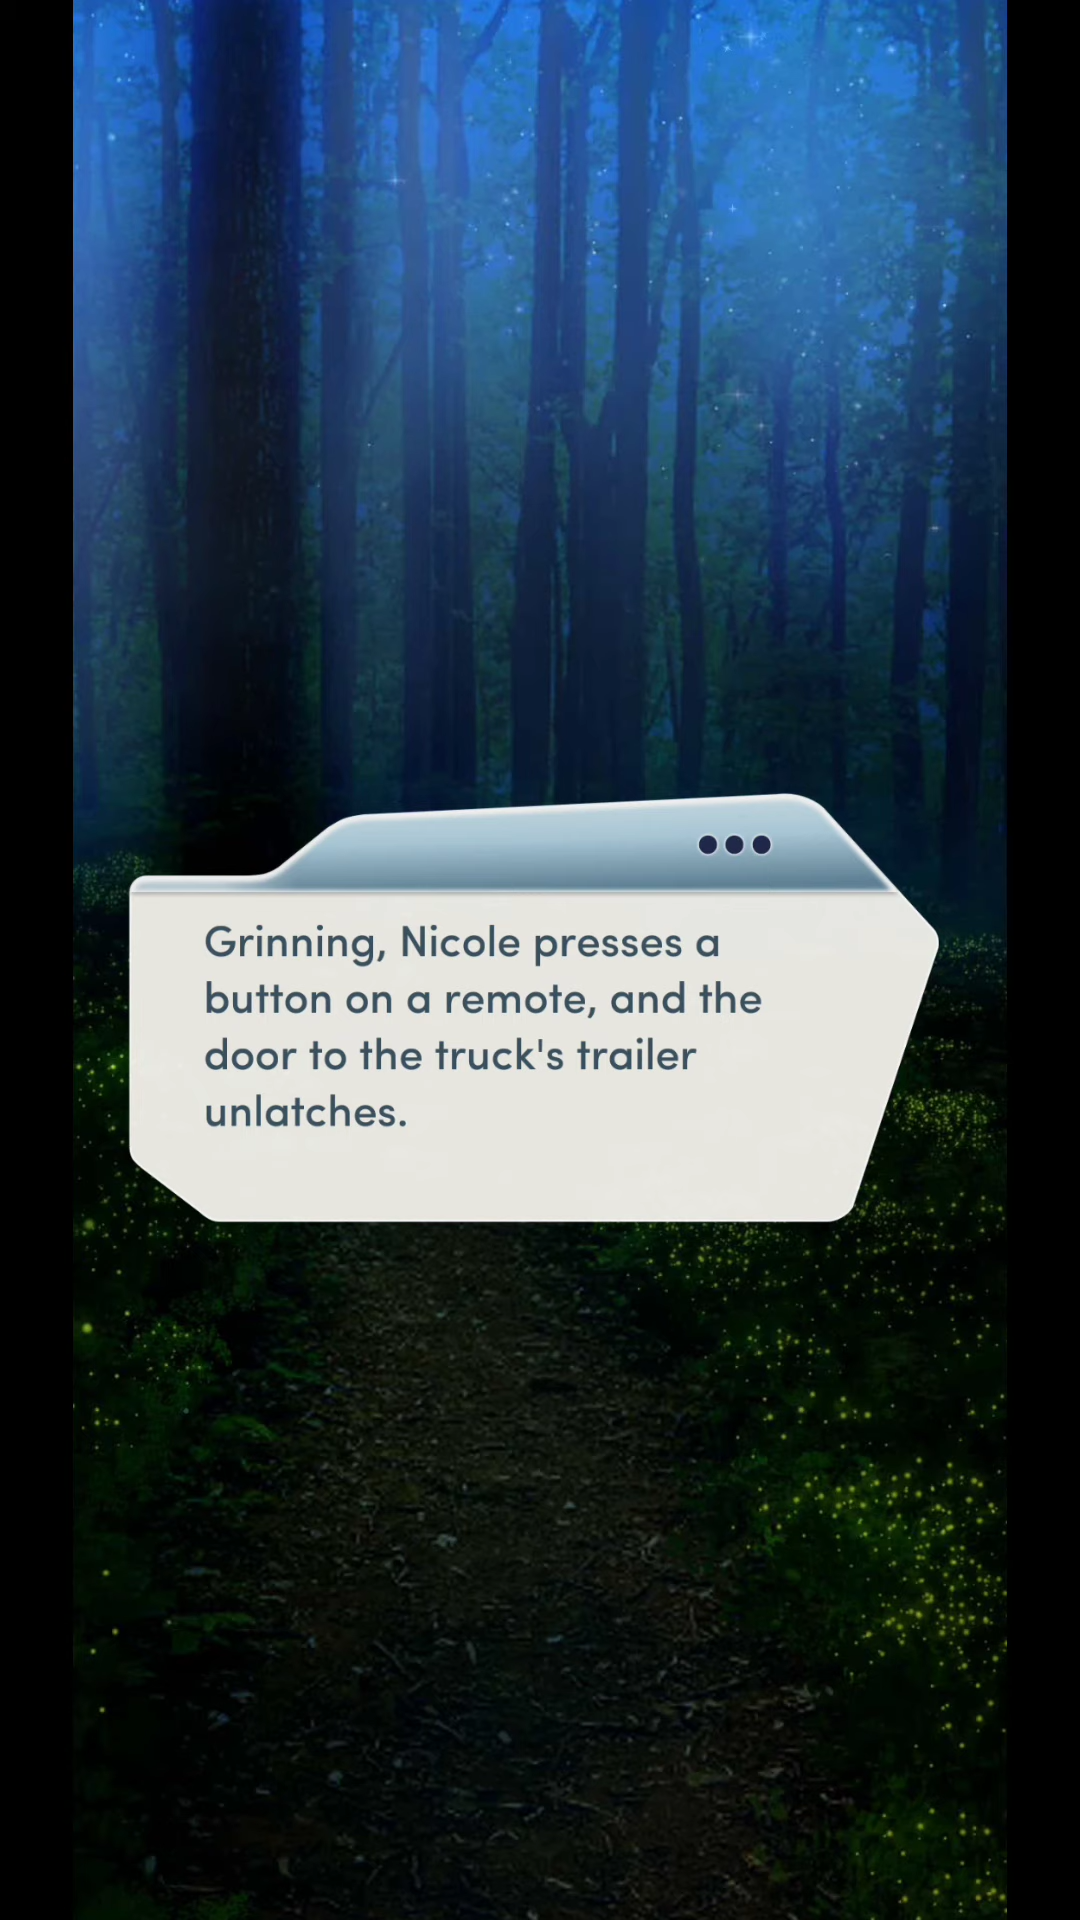 Grinning, Nicole presses a
button on a remote, and the
door to the truck's trailer
unlatches.